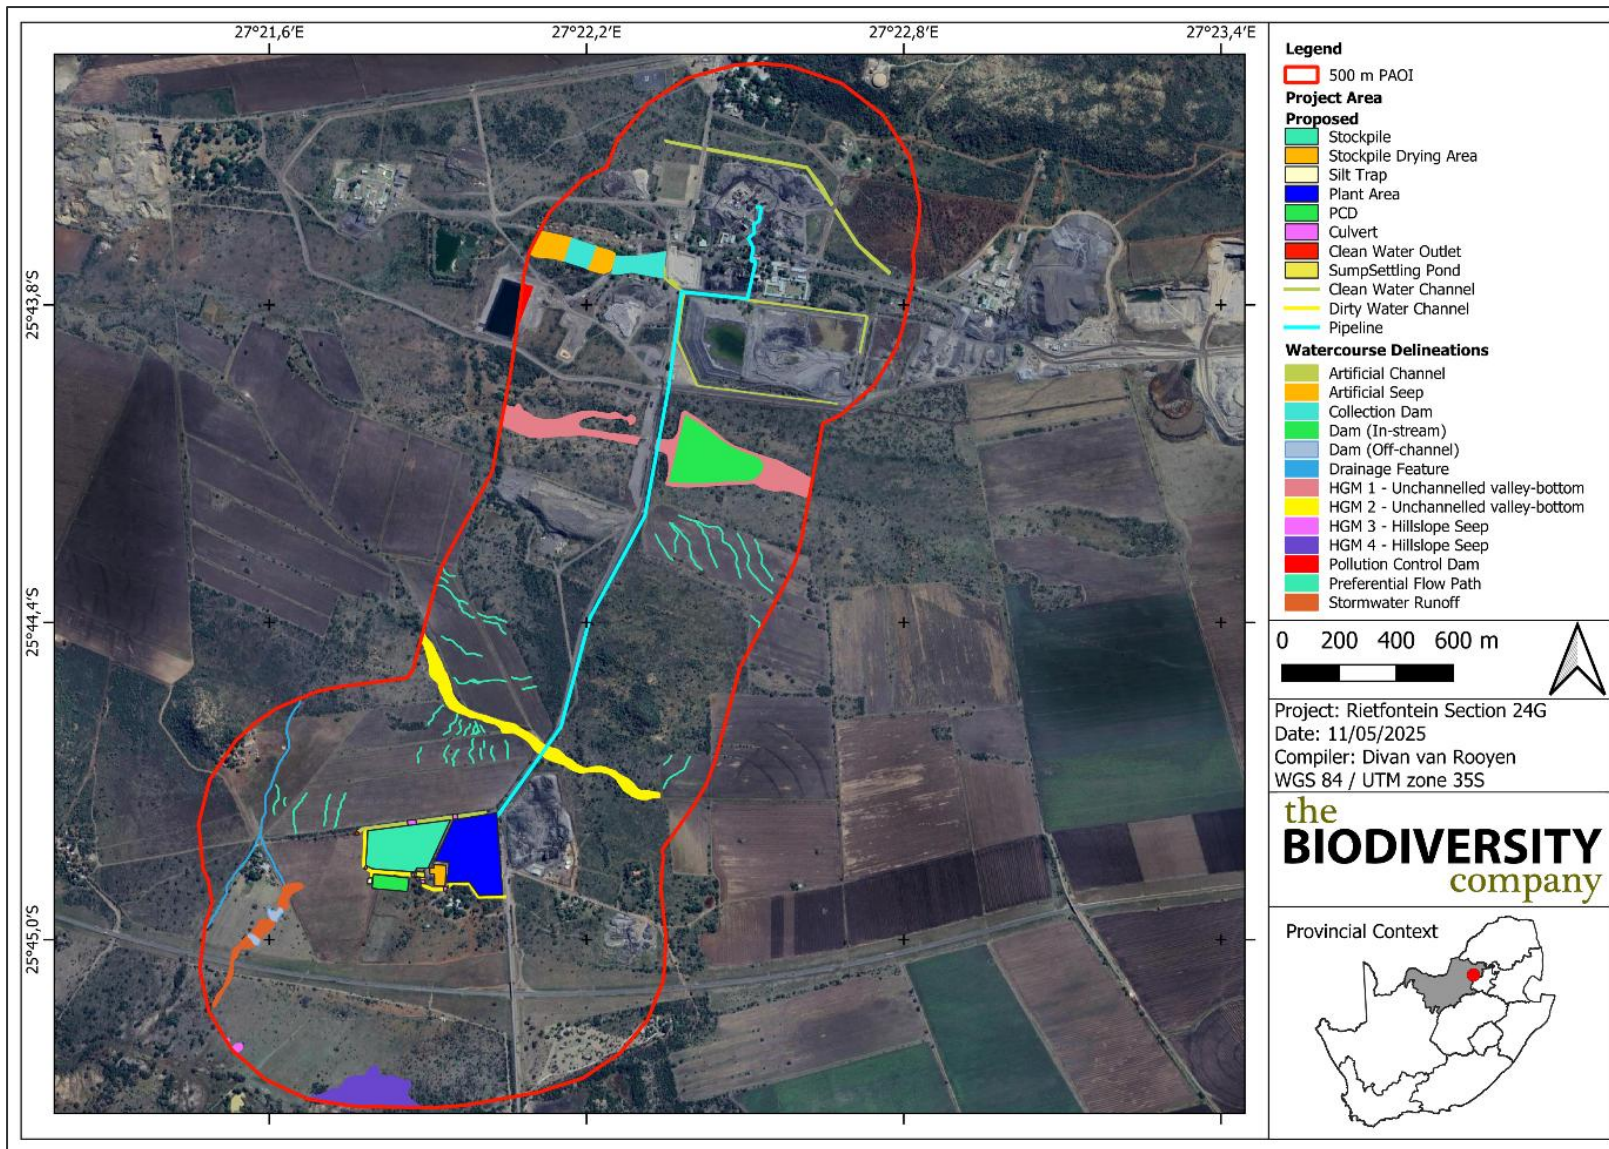 27°21,6'E 27°22,2'E 27°22,8'E 27°23,4'E
25°43,8'S
25°44,4'S
25°45,0'S
Legend
500 m PAOI
Project Area
Proposed
Stockpile
Stockpile Drying Area
Silt Trap
Plant Area
PCD
Culvert
Clean Water Outlet
SumpSettling Pond
Clean Water Channel
Dirty Water Channel
Pipeline
Watercourse Delineations
Artificial Channel
Artificial Seep
Collection Dam
Dam (In-stream)
Dam (Off-channel)
Drainage Feature
HGM 1 - Unchannelled valley-bottom
HGM 2 - Unchannelled valley-bottom
HGM 3 - Hillslope Seep
HGM 4 - Hillslope Seep
Pollution Control Dam
Preferential Flow Path
Stormwater Runoff
0 200 400 600 m
Project: Rietfontein Section 24G
Date: 11/05/2025
Compiler: Divan van Rooyen
WGS 84 / UTM zone 35S
the
BIODIVERSITY
company
Provincial Context